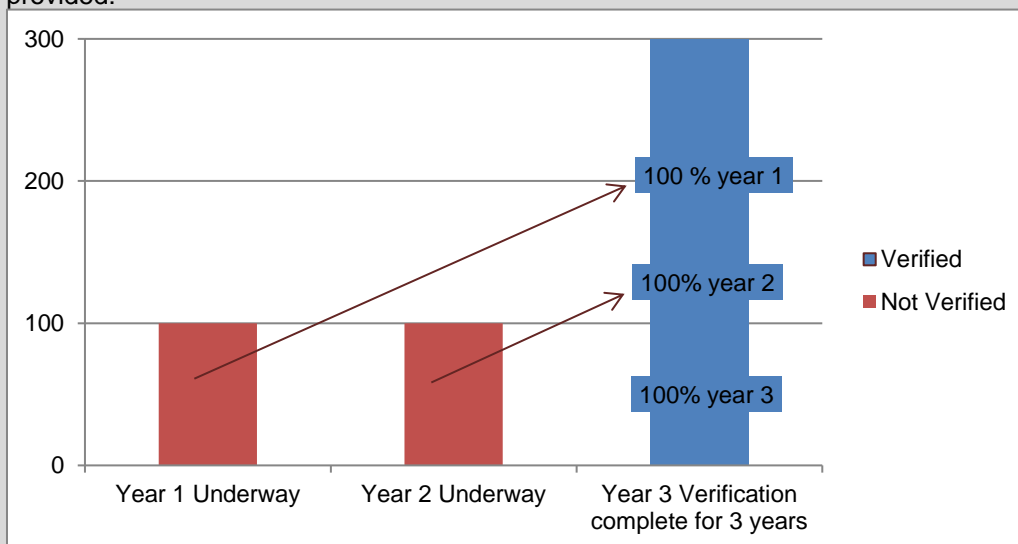 provided.
300
200
100
0
100 % year 1
100% year 2
100% year 3
Verified
Not Verified
Year 1 Underway
Year 2 Underway
Year 3 Verification
complete for 3 years